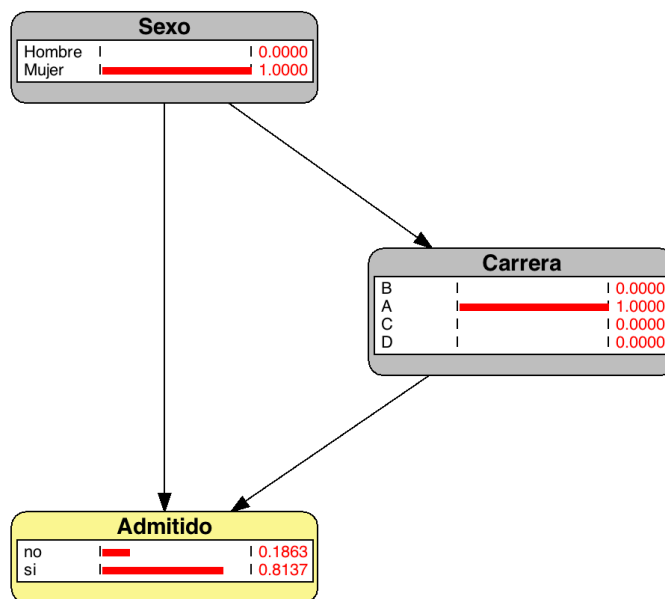 Sexo
Hombre 0.0000
Mujer 1.0000
Carrera
B 0.0000
A 1.0000
C 0.0000
D 0.0000
Admitido
no 0.1863
si 0.8137